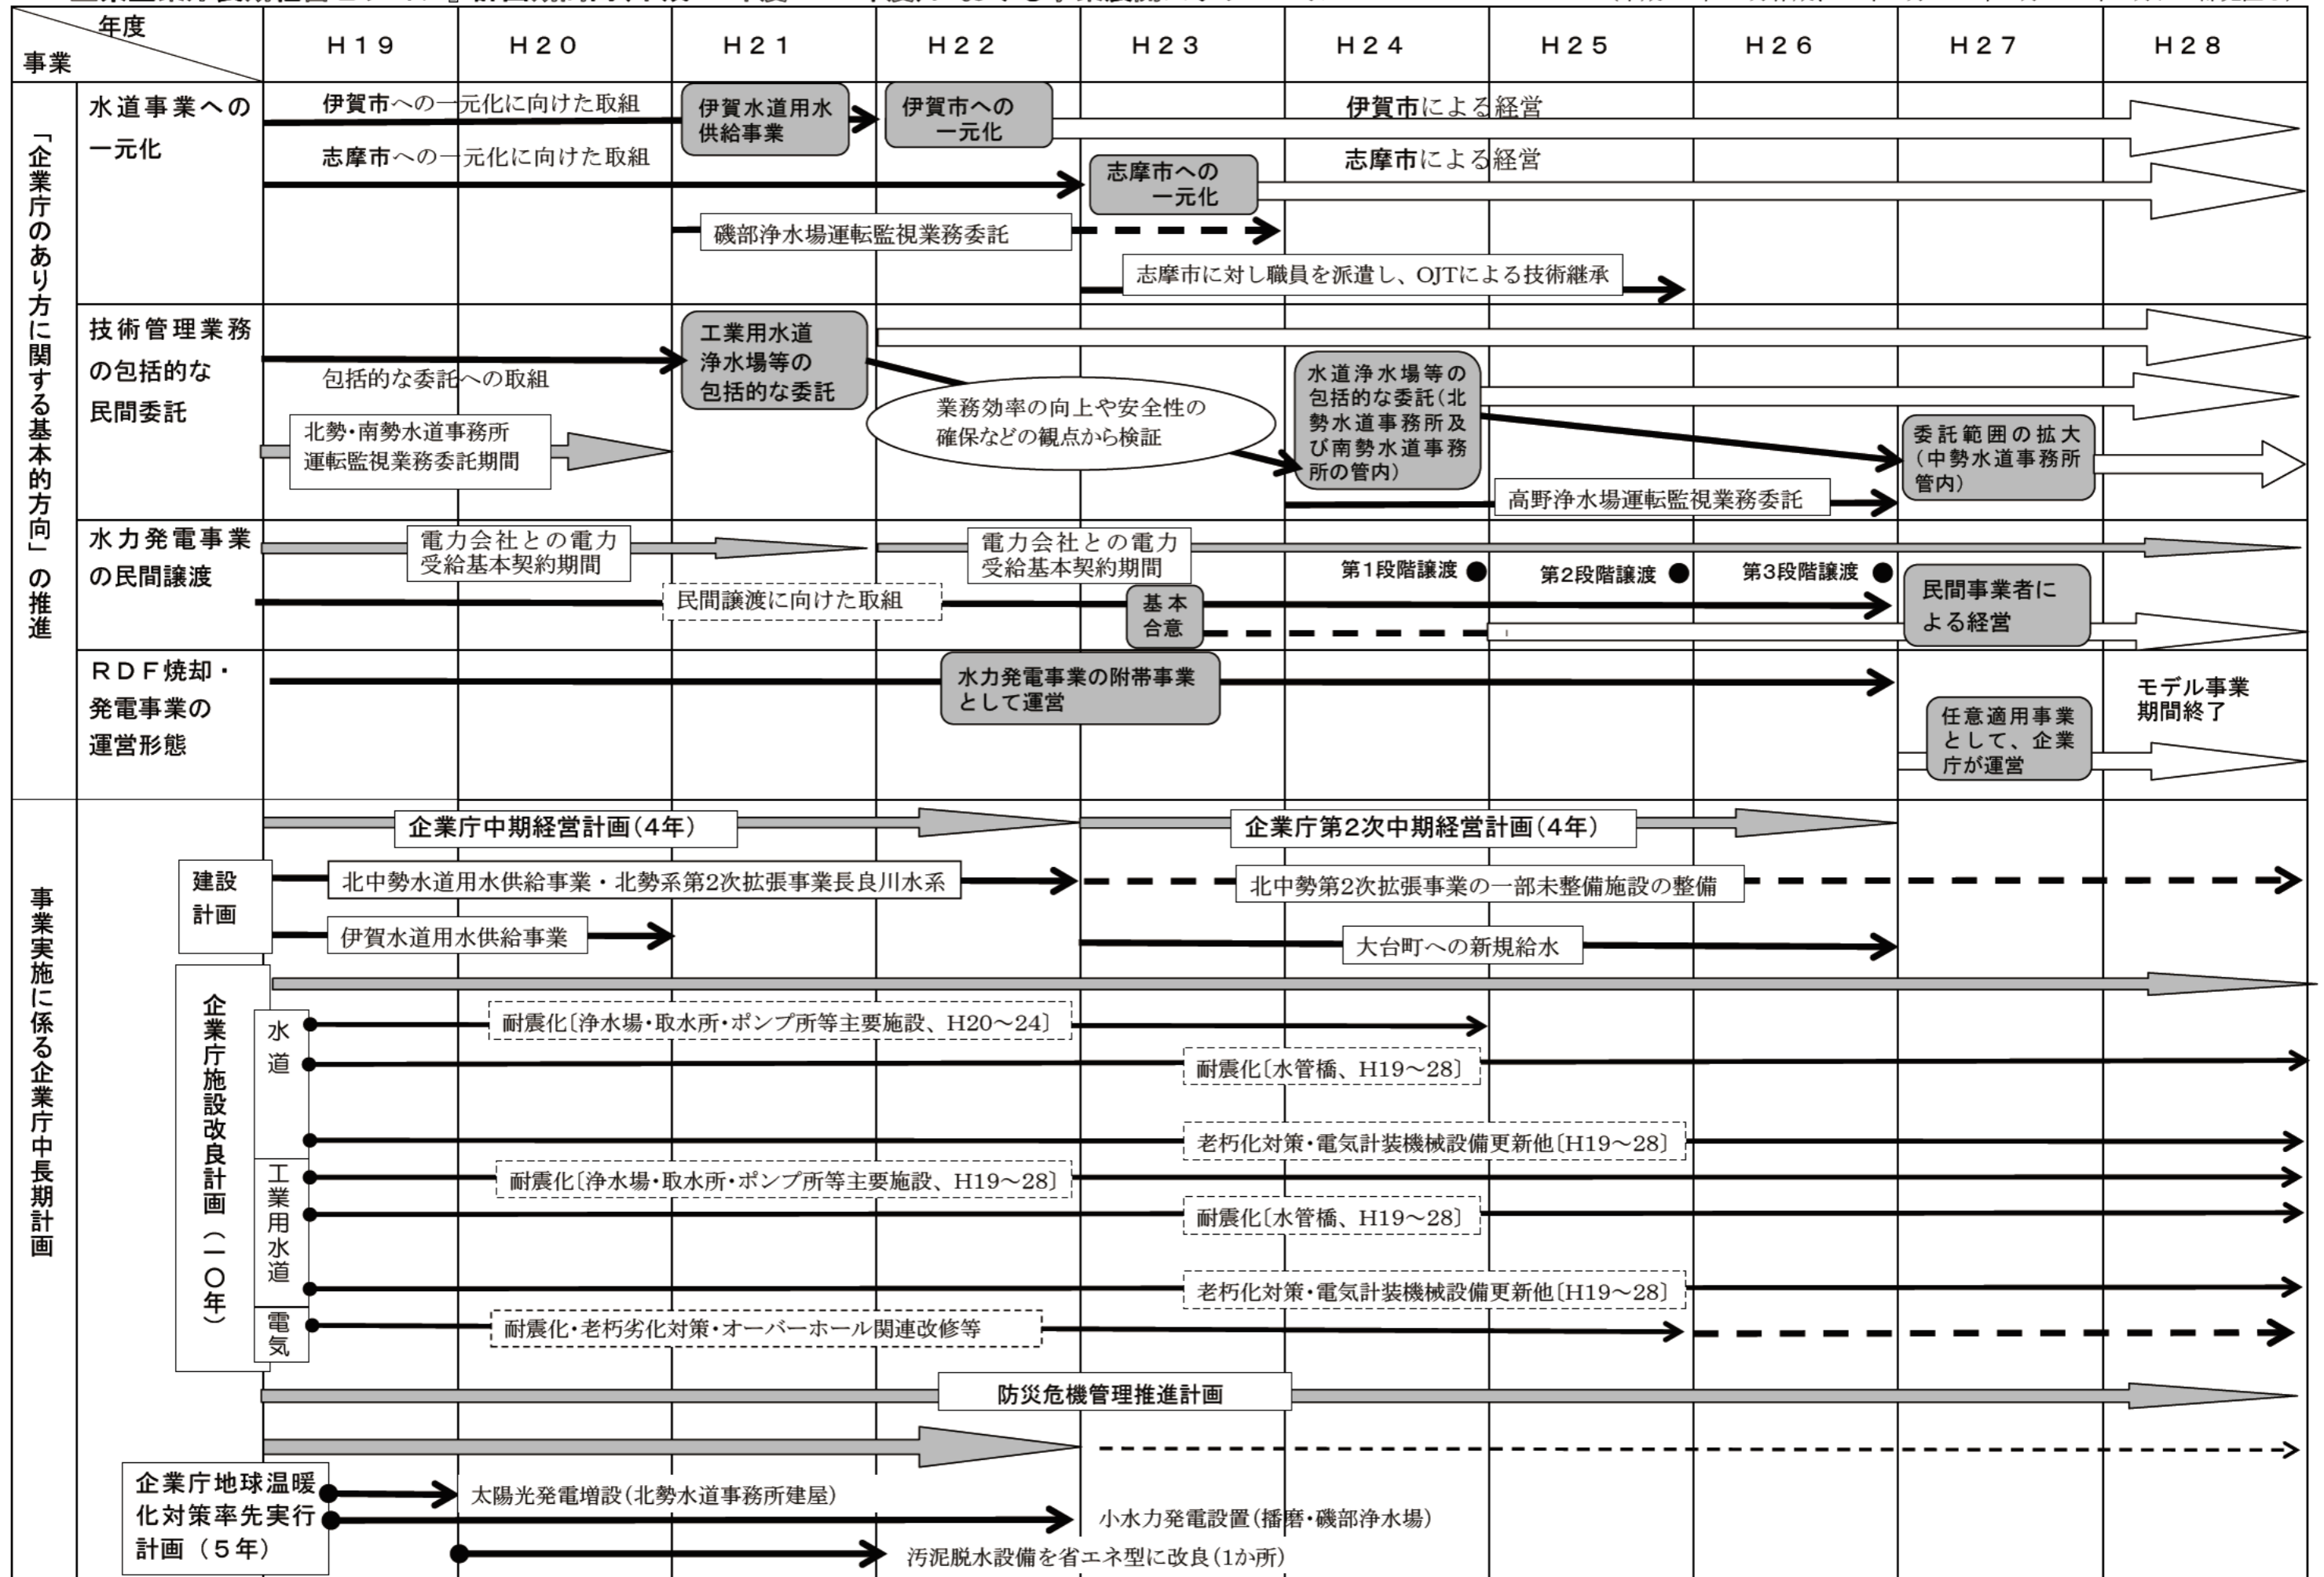 年度
事業
H19 H20 H21 H22 H23 H24 H25 H26 H27 H28
「企業庁のあり方に関する基本的方向」の推進
水道事業への
一元化
伊賀市への一元化に向けた取組
伊賀水道用水
供給事業
伊賀市への
一元化
伊賀市による経営
志摩市への一元化に向けた取組
志摩市への
一元化
志摩市による経営
磯部浄水場運転監視業務委託
志摩市に対し職員を派遣し、OJTによる技術継承
技術管理業務
の包括的な
民間委託
包括的な委託への取組
工業用水道
浄水場等の
包括的な委託
北勢・南勢水道事務所
運転監視業務委託期間
業務効率の向上や安全性の
確保などの観点から検証
水道浄水場等の
包括的な委託(北
勢水道事務所及
び南勢水道事務
所の管内)
委託範囲の拡大
(中勢水道事務所
管内)
高野浄水場運転監視業務委託
水力発電事業
の民間譲渡
電力会社との電力
受給基本契約期間
電力会社との電力
受給基本契約期間
第1段階譲渡●
第2段階譲渡●
第3段階譲渡●
民間譲渡に向けた取組
基本
合意
民間事業者に
よる経営
RDF焼却・
発電事業の
運営形態
水力発電事業の附帯事業
として運営
任意適用事業
として、企業
庁が運営
モデル事業
期間終了
事業実施に係る企業庁中長期計画
企業庁中期経営計画(4年)
企業庁第2次中期経営計画(4年)
建設
計画
北中勢水道用水供給事業・北勢系第2次拡張事業長良川水系
北中勢第2次拡張事業の一部未整備施設の整備
伊賀水道用水供給事業
大台町への新規給水
企業庁施設改良計画(一〇年)
水道
耐震化〔浄水場・取水所・ポンプ所等主要施設、H20～24〕
耐震化〔水管橋、H19～28〕
老朽化対策・電気計装機械設備更新他〔H19～28〕
工業用水道
耐震化〔浄水場・取水所・ポンプ所等主要施設、H19～28〕
耐震化〔水管橋、H19～28〕
老朽化対策・電気計装機械設備更新他〔H19～28〕
電気
耐震化・老朽劣化対策・オーバーホール関連改修等
防災危機管理推進計画
企業庁地球温暖
化対策率先実行
計画(5年)
太陽光発電増設(北勢水道事務所建屋)
小水力発電設置(播磨・磯部浄水場)
汚泥脱水設備を省エネ型に改良(1か所)